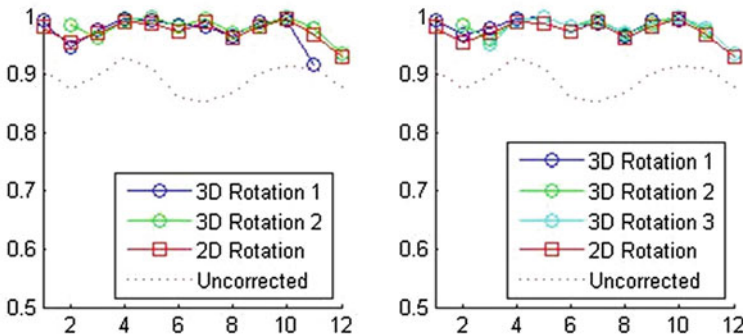 1
0.9
0.8
0.7
0.6
0.5
2 4 6 8 10 12
3D Rotation 1
3D Rotation 2
2D Rotation
Uncorrected
1
0.9
0.8
0.7
0.6
0.5
2 4 6 8 10 12
3D Rotation 1
3D Rotation 2
3D Rotation 3
2D Rotation
Uncorrected